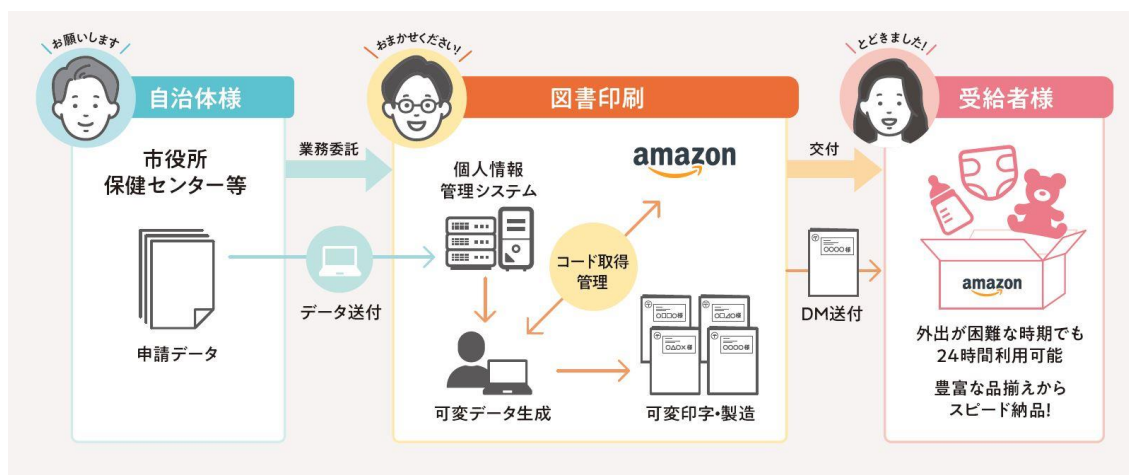 お願いします
自治体様
市役所
保健センター等
申請データ
業務委託
データ送付
おまかせください!
図書印刷
個人情報
管理システム
amazon
コード取得
管理
可変データ生成
〒
○□□○様
〒
○□△○様
〒
○△○×様
〒
○○○○様
可変印字・製造
交付
〒
○○○○様
DM送付
とどきました!
受給者様
amazon
外出が困難な時期でも
24時間利用可能
豊富な品揃えから
スピード納品!